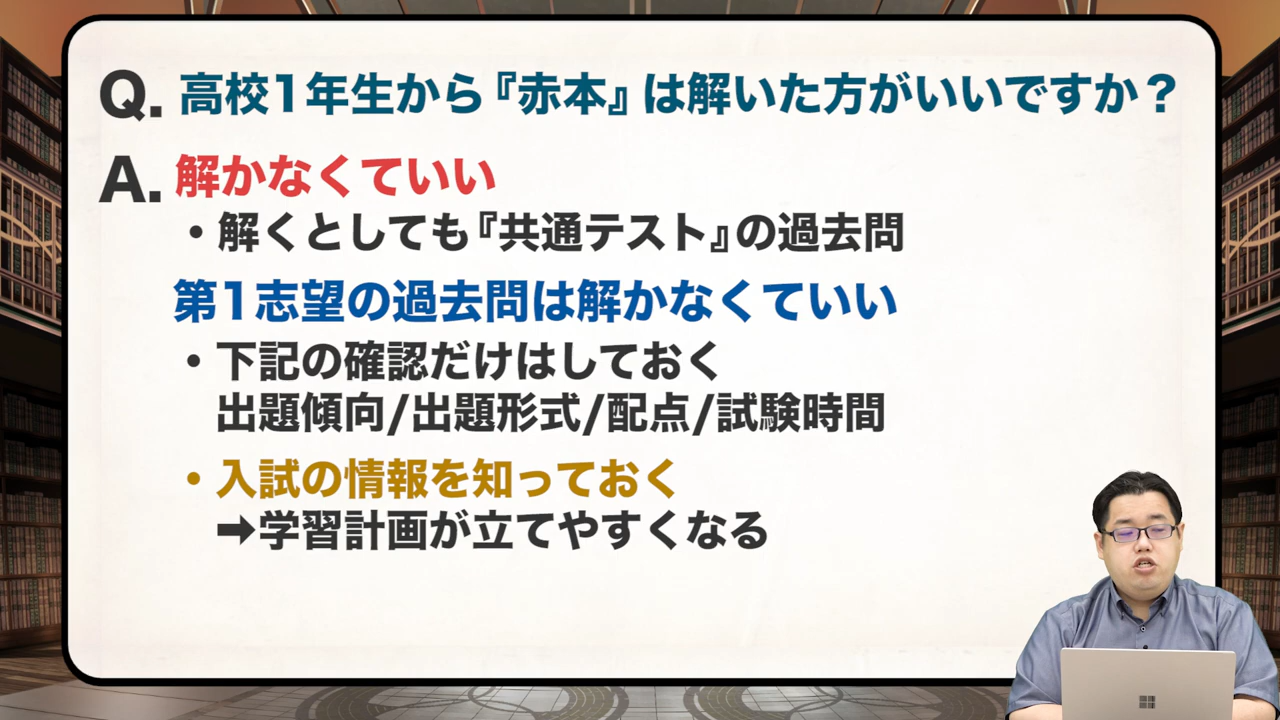 Q. 高校1年生から『赤本』は解いた方がいいですか？
A. 解かなくていい
・解くとしても『共通テスト』の過去問
第1志望の過去問は解かなくていい
・下記の確認だけはしておく
出題傾向/出題形式/配点/試験時間
・入試の情報を知っておく
➡学習計画が立てやすくなる